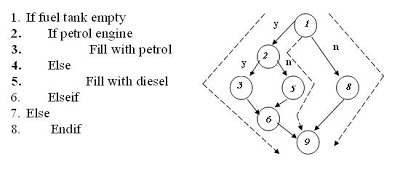 1. If fuel tank empty
2. If petrol engine
3. Fill with petrol
4. Else
5. Fill with diesel
6. Elseif
7. Else
8. Endif
1
y
n
2
y
n
3
5
8
6
9